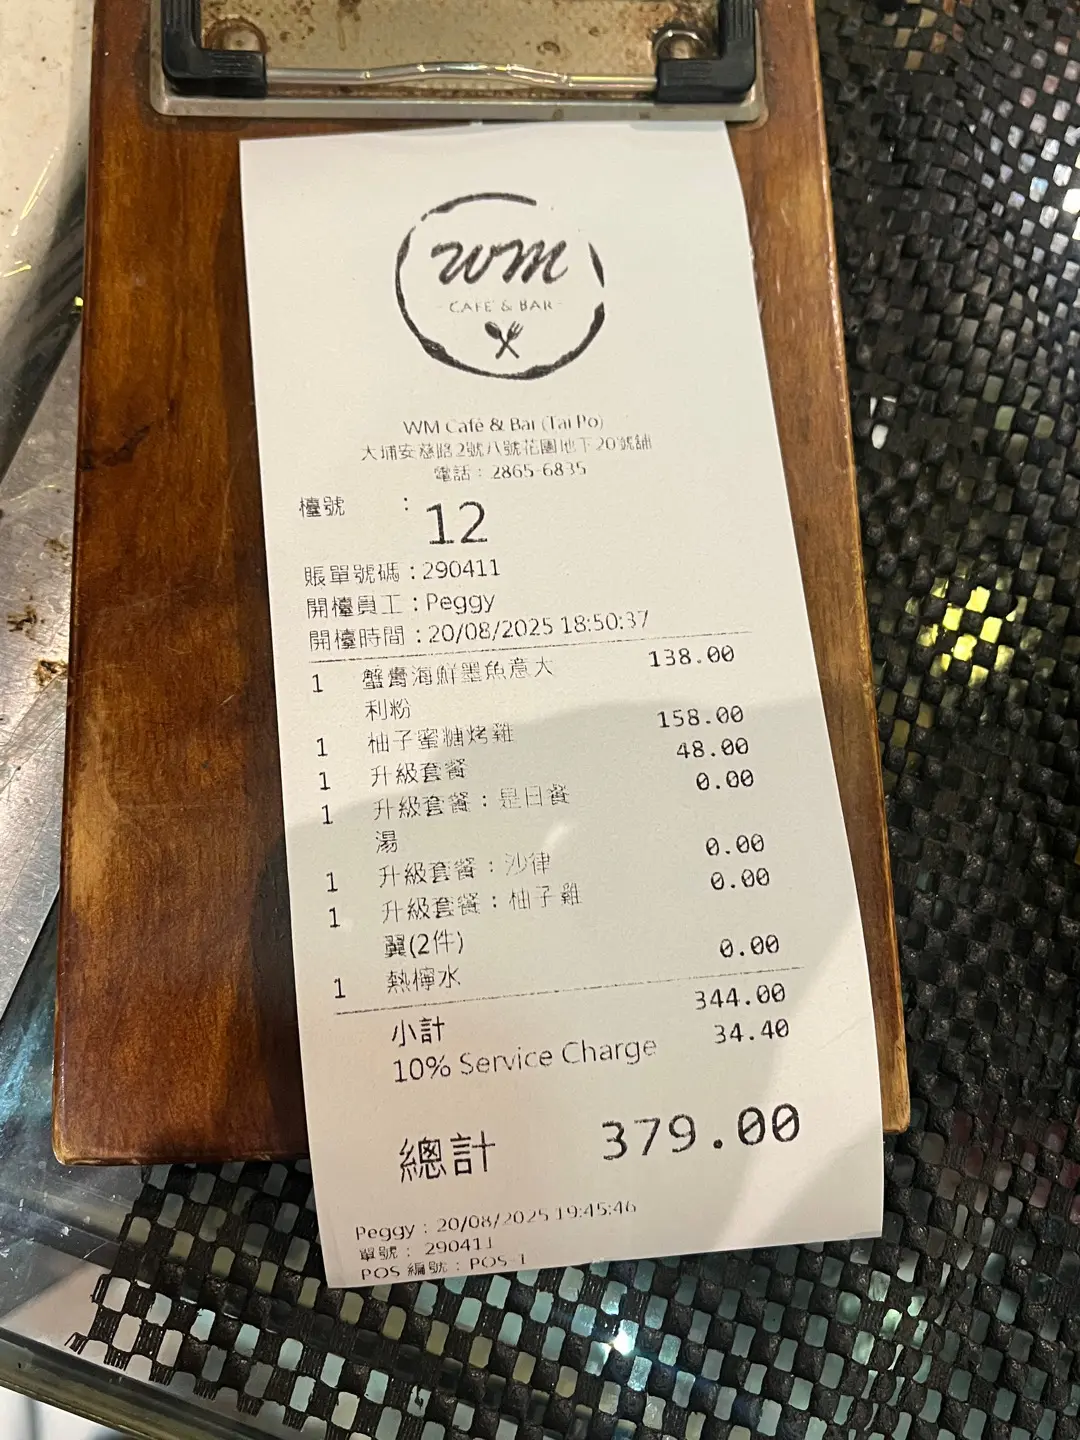 wm
CAFE & BAR
WM Café & Bar (Tai Po)
大埔安慈路2號八號花園地下20號舖
電話：2865-6835
檯號 : 12
賬單號碼：290411
開檯員工：Peggy
開檯時間：20/08/2025 18:50:37
1 蟹膏海鮮墨魚意大 138.00
利粉
1 柚子蜜糖烤雞 158.00
1 升級套餐 48.00
1 升級套餐：是日餐 0.00
湯
1 升級套餐：沙律 0.00
1 升級套餐：柚子雞 0.00
翼(2件)
1 熱檸水 0.00
小計 344.00
10% Service Charge 34.40
總計 379.00
Peggy : 20/08/2025 19:45:46
單號： 290411
POS 編號：POS-1